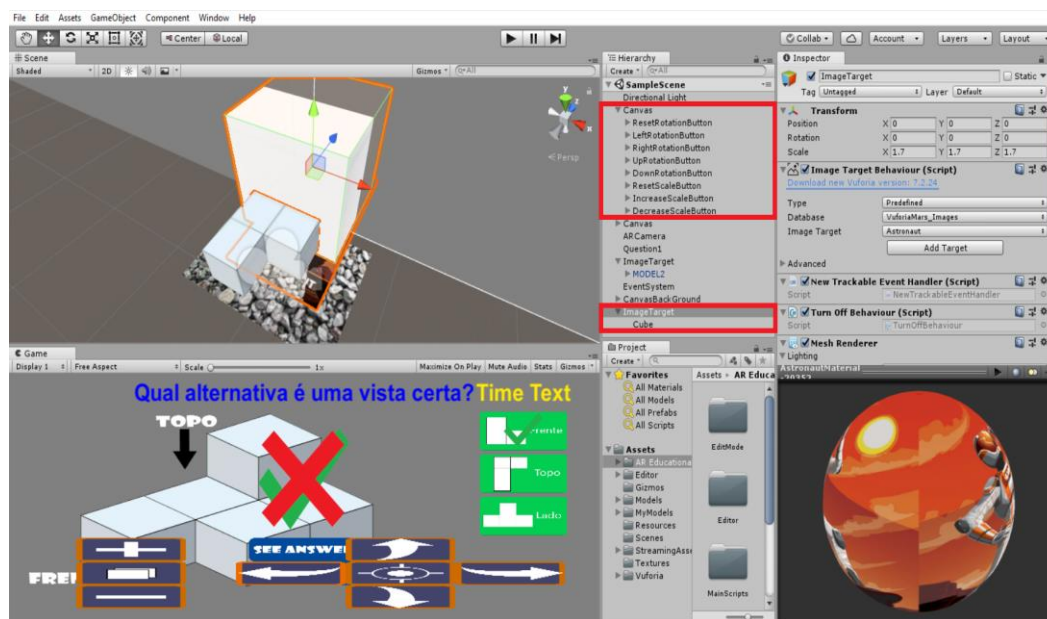 File Edit Assets GameObject Component Window Help
Center Local
Collab Account Layers Layout
Scene
Shaded 2D Gizmos All
y
x
Persp
Hierarchy
Create All
SampleScene
Directional Light
Canvas
ResetRotationButton
LeftRotationButton
RightRotationButton
UpRotationButton
DownRotationButton
ResetScaleButton
IncreaseScaleButton
DecreaseScaleButton
Canvas
ARCamera
Question1
ImageTarget
MODEL2
EventSystem
CanvasBackGround
ImageTarget
Cube
Inspector
ImageTarget Static
Tag Untagged Layer Default
Transform
Position X 0 Y 0 Z 0
Rotation X 0 Y 0 Z 0
Scale X 1.7 Y 1.7 Z 1.7
Image Target Behaviour (Script)
Download new Vuforia version: 7.2.24
Type Predefined
Database VuforiaMars_Images
Image Target Astronaut
Add Target
Advanced
New Trackable Event Handler (Script)
Script NewTrackableEventHandler
Turn Off Behaviour (Script)
Script TurnOffBehaviour
Mesh Renderer
Lighting
AstronautMaterial
Game
Display 1 Free Aspect Scale 1x Maximize On Play Mute Audio Stats Gizmos
Qual alternativa é uma vista certa? Time Text
TOPO
Frente
Topo
Lado
SEE ANSWE
FRE
Project
Create
Favorites
All Materials
All Models
All Prefabs
All Scripts
Assets
AR Educationa
Editor
Gizmos
Models
MyModels
Resources
Scenes
StreamingAsse
Textures
Vuforia
Assets AR Educa
EditMode
Editor
MainScripts